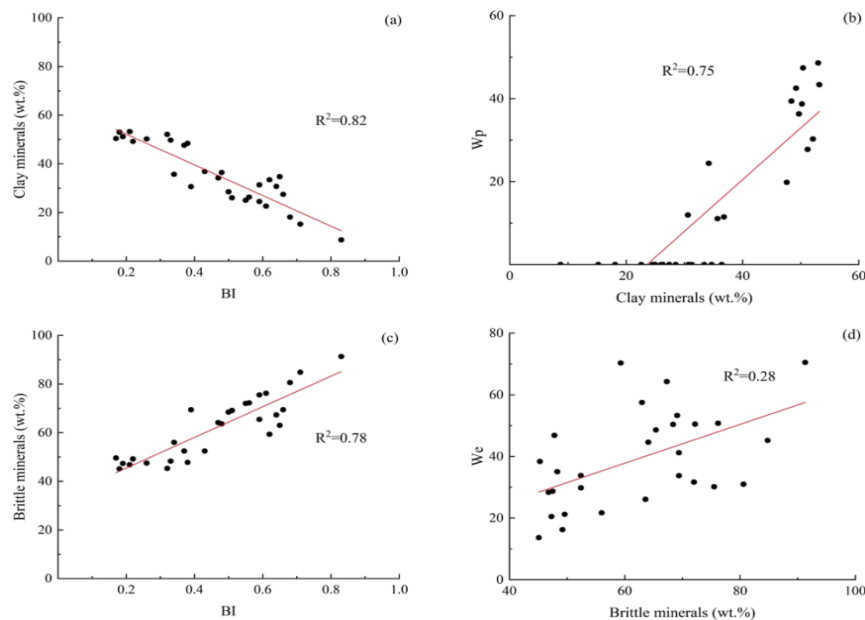 (a)
R²=0.82
Clay minerals (wt.%)
100
80
60
40
20
0
0.2
0.4
0.6
0.8
1.0
BI
(b)
R²=0.75
Wp
60
40
20
0
20
40
60
Clay minerals (wt.%)
(c)
R²=0.78
Brittle minerals (wt.%)
100
80
60
40
20
0
0.2
0.4
0.6
0.8
1.0
BI
(d)
R²=0.28
We
80
60
40
20
0
40
60
80
100
Brittle minerals (wt.%)